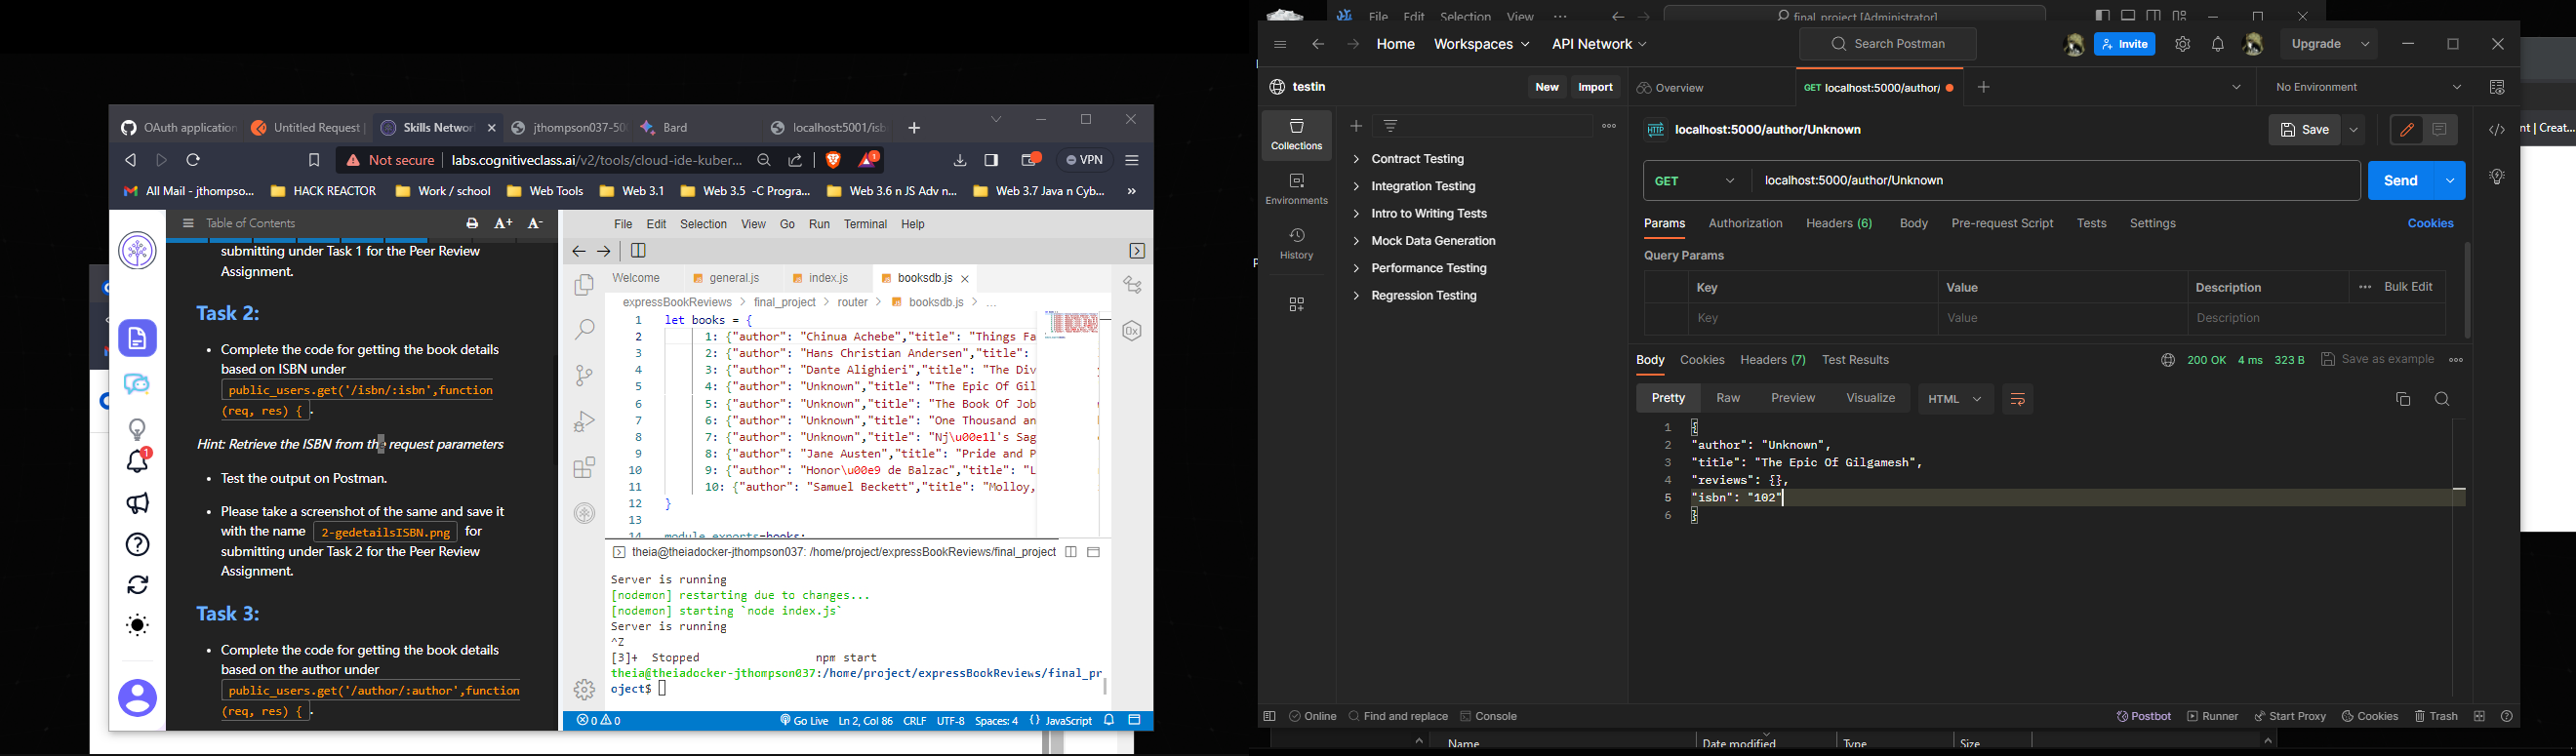 OAuth application
Untitled Request
Skills Networ
jthompson037-50
Bard
localhost:5001/isb
Not secure
labs.cognitiveclass.ai/v2/tools/cloud-ide-kuber...
1
VPN
All Mail - jthompso...
HACK REACTOR
Work / school
Web Tools
Web 3.1
Web 3.5 -C Progra...
Web 3.6 n JS Adv n...
Web 3.7 Java n Cyb...
»
Table of Contents
A+
A-
submitting under Task 1 for the Peer Review
Assignment.
Task 2:
• Complete the code for getting the book details
based on ISBN under
public_users.get('/isbn/:isbn',function
(req, res) { .
Hint: Retrieve the ISBN from the request parameters
1
• Test the output on Postman.
• Please take a screenshot of the same and save it
with the name 2-gedetailsISBN.png for
submitting under Task 2 for the Peer Review
Assignment.
Task 3:
• Complete the code for getting the book details
based on the author under
public_users.get('/author/:author',function
(req, res) { .
File Edit Selection View Go Run Terminal Help
Welcome
general.js
index.js
booksdb.js
expressBookReviews > final_project > router > booksdb.js > ...
1 let books = {
2 1: {"author": "Chinua Achebe","title": "Things Fa
3 2: {"author": "Hans Christian Andersen","title":
4 3: {"author": "Dante Alighieri","title": "The Div
5 4: {"author": "Unknown","title": "The Epic Of Gil
6 5: {"author": "Unknown","title": "The Book Of Job
7 6: {"author": "Unknown","title": "One Thousand an
8 7: {"author": "Unknown","title": "Nj\u00e1l's Sag
9 8: {"author": "Jane Austen","title": "Pride and P
10 9: {"author": "Honor\u00e9 de Balzac","title": "L
11 10: {"author": "Samuel Beckett","title": "Molloy,
12 }
13
14 module.exports=books;
0x
theia@theiadocker-jthompson037: /home/project/expressBookReviews/final_project
Server is running
[nodemon] restarting due to changes...
[nodemon] starting `node index.js`
Server is running
^Z
[3]+ Stopped npm start
theia@theiadocker-jthompson037:/home/project/expressBookReviews/final_pr
oject$
0 0
Go Live
Ln 2, Col 86
CRLF
UTF-8
Spaces: 4
{} JavaScript
File Edit Selection View ...
final_project [Administrator]
Home
Workspaces
API Network
Search Postman
Invite
Upgrade
testin
New
Import
Overview
GET localhost:5000/author/
No Environment
Collections
Environments
History
Contract Testing
Integration Testing
Intro to Writing Tests
Mock Data Generation
Performance Testing
Regression Testing
HTTP
localhost:5000/author/Unknown
Save
</>
nt | Creat...
GET
localhost:5000/author/Unknown
Send
Params
Authorization
Headers (6)
Body
Pre-request Script
Tests
Settings
Cookies
Query Params
Key
Value
Description
Bulk Edit
Key
Value
Description
Body
Cookies
Headers (7)
Test Results
200 OK
4 ms
323 B
Save as example
Pretty
Raw
Preview
Visualize
HTML
1 {
2 "author": "Unknown",
3 "title": "The Epic Of Gilgamesh",
4 "reviews": {},
5 "isbn": "102"
6 }
Online
Find and replace
Console
Postbot
Runner
Start Proxy
Cookies
Trash
Name
Date modified
Type
Size